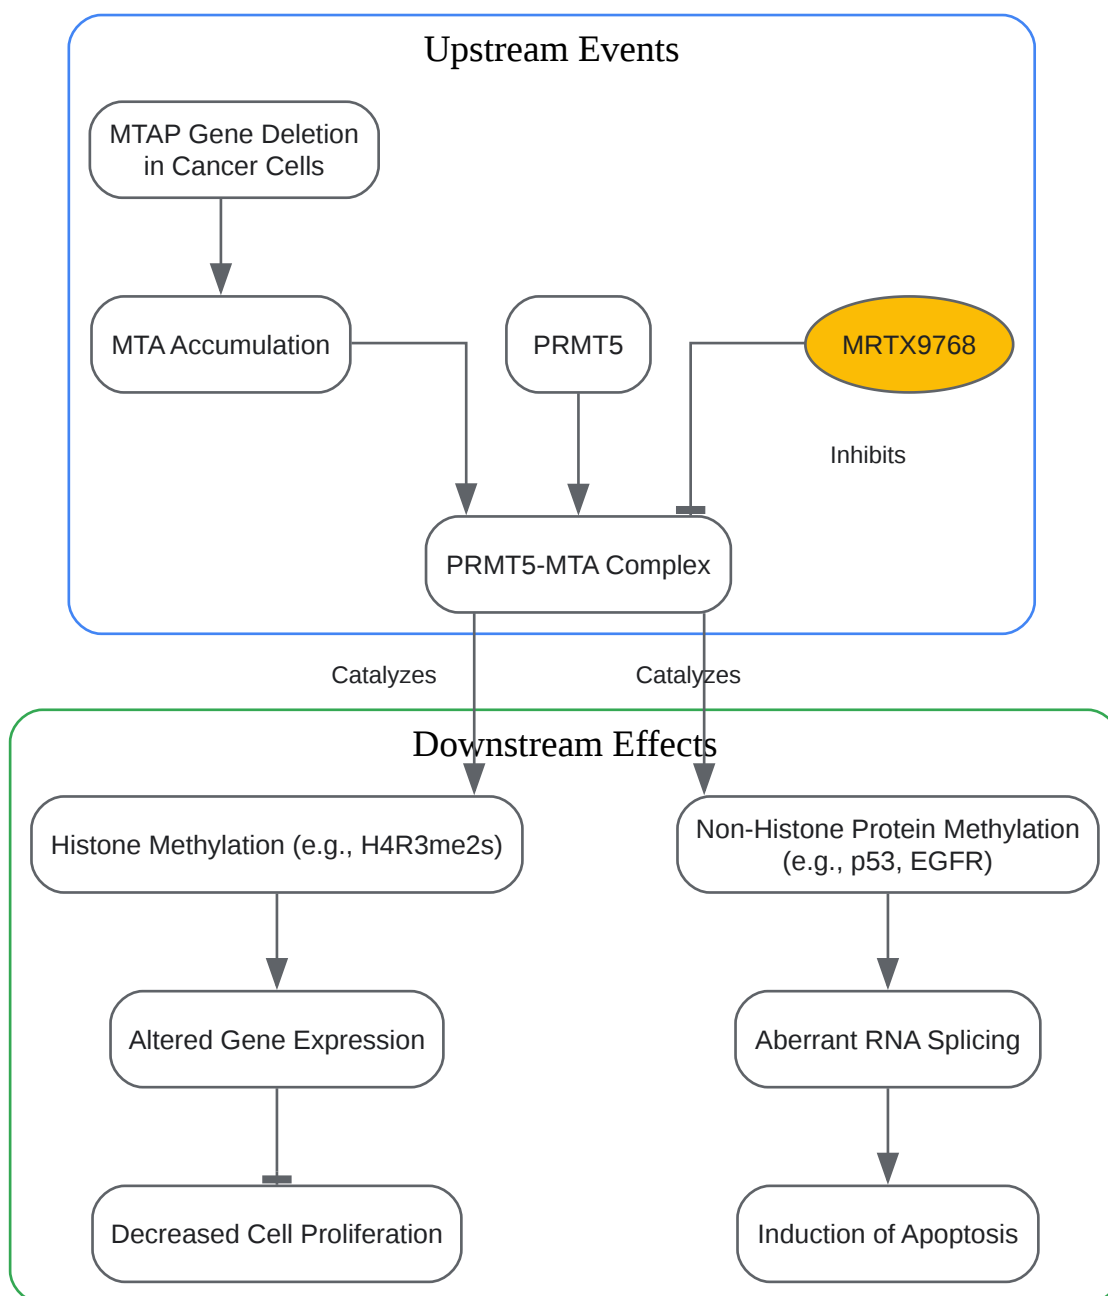 Upstream Events
MTAP Gene Deletion
in Cancer Cells
MTA Accumulation
PRMT5
MRTX9768
Inhibits
PRMT5-MTA Complex
Catalyzes
Catalyzes
Downstream Effects
Histone Methylation (e.g., H4R3me2s)
Non-Histone Protein Methylation
(e.g., p53, EGFR)
Altered Gene Expression
Aberrant RNA Splicing
Decreased Cell Proliferation
Induction of Apoptosis